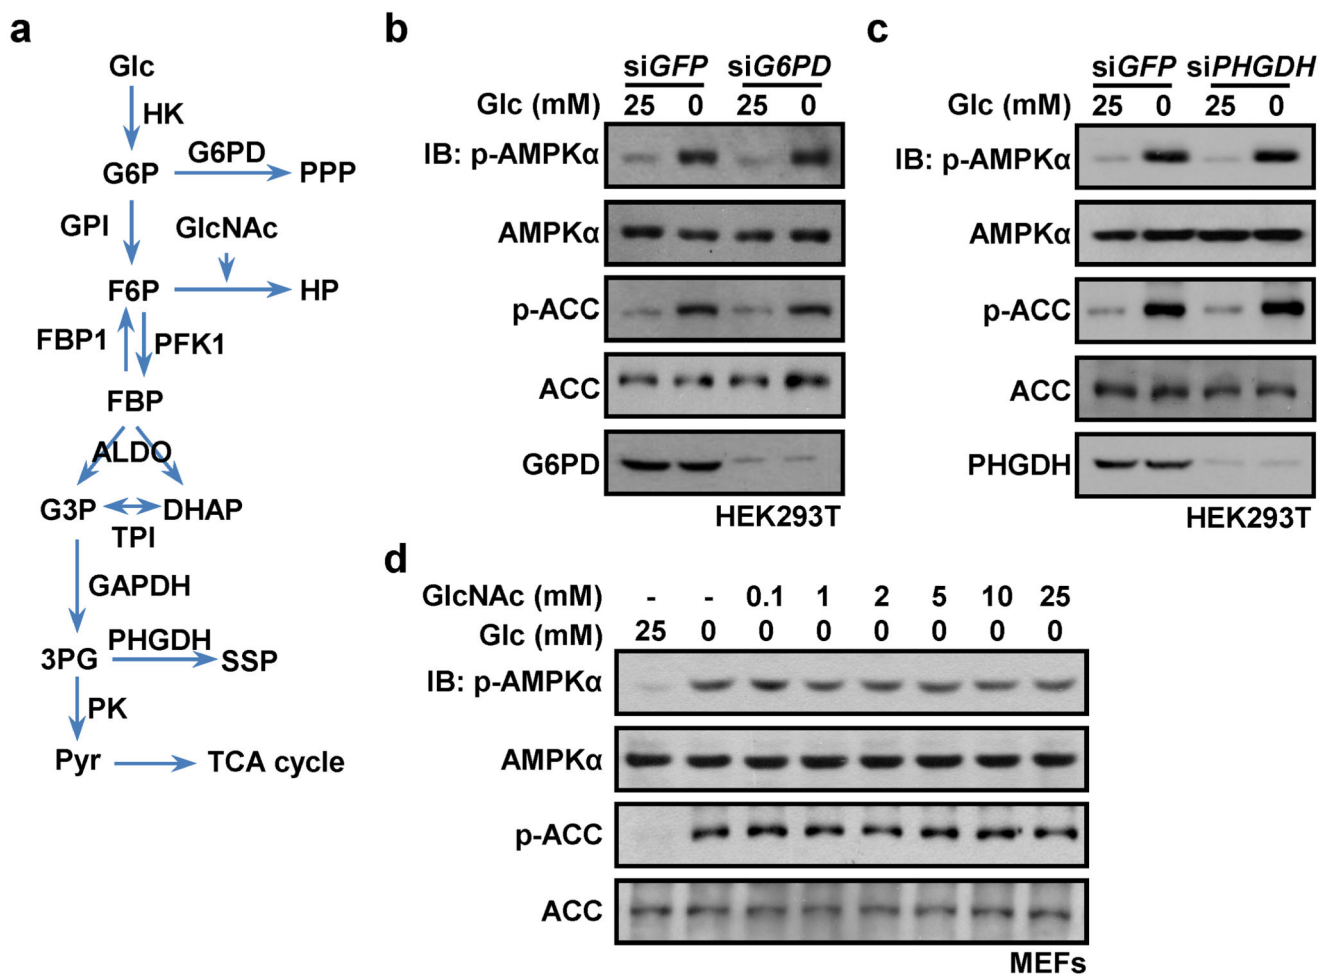 a
Glc
HK
G6P
G6PD
PPP
GPI
GlcNAc
F6P
HP
FBP1
PFK1
FBP
ALDO
G3P
DHAP
TPI
GAPDH
3PG
PHGDH
SSP
PK
Pyr
TCA cycle
b
siGFP siG6PD
Glc (mM) 25 0 25 0
IB: p-AMPKα
AMPKα
p-ACC
ACC
G6PD
HEK293T
c
siGFP siPHGDH
Glc (mM) 25 0 25 0
IB: p-AMPKα
AMPKα
p-ACC
ACC
PHGDH
HEK293T
d
GlcNAc (mM) - - 0.1 1 2 5 10 25
Glc (mM) 25 0 0 0 0 0 0 0
IB: p-AMPKα
AMPKα
p-ACC
ACC
MEFs